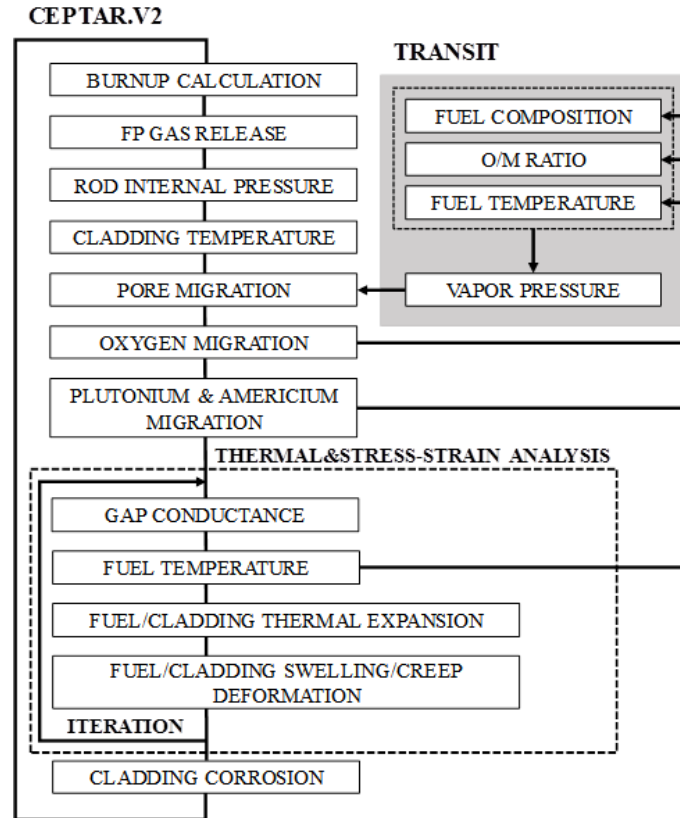 CEPTAR.V2
TRANSIT
BURNUP CALCULATION
FP GAS RELEASE
ROD INTERNAL PRESSURE
CLADDING TEMPERATURE
PORE MIGRATION
OXYGEN MIGRATION
PLUTONIUM & AMERICIUM
MIGRATION
FUEL COMPOSITION
O/M RATIO
FUEL TEMPERATURE
VAPOR PRESSURE
THERMAL&STRESS-STRAIN ANALYSIS
GAP CONDUCTANCE
FUEL TEMPERATURE
FUEL/CLADDING THERMAL EXPANSION
FUEL/CLADDING SWELLING/CREEP
DEFORMATION
ITERATION
CLADDING CORROSION